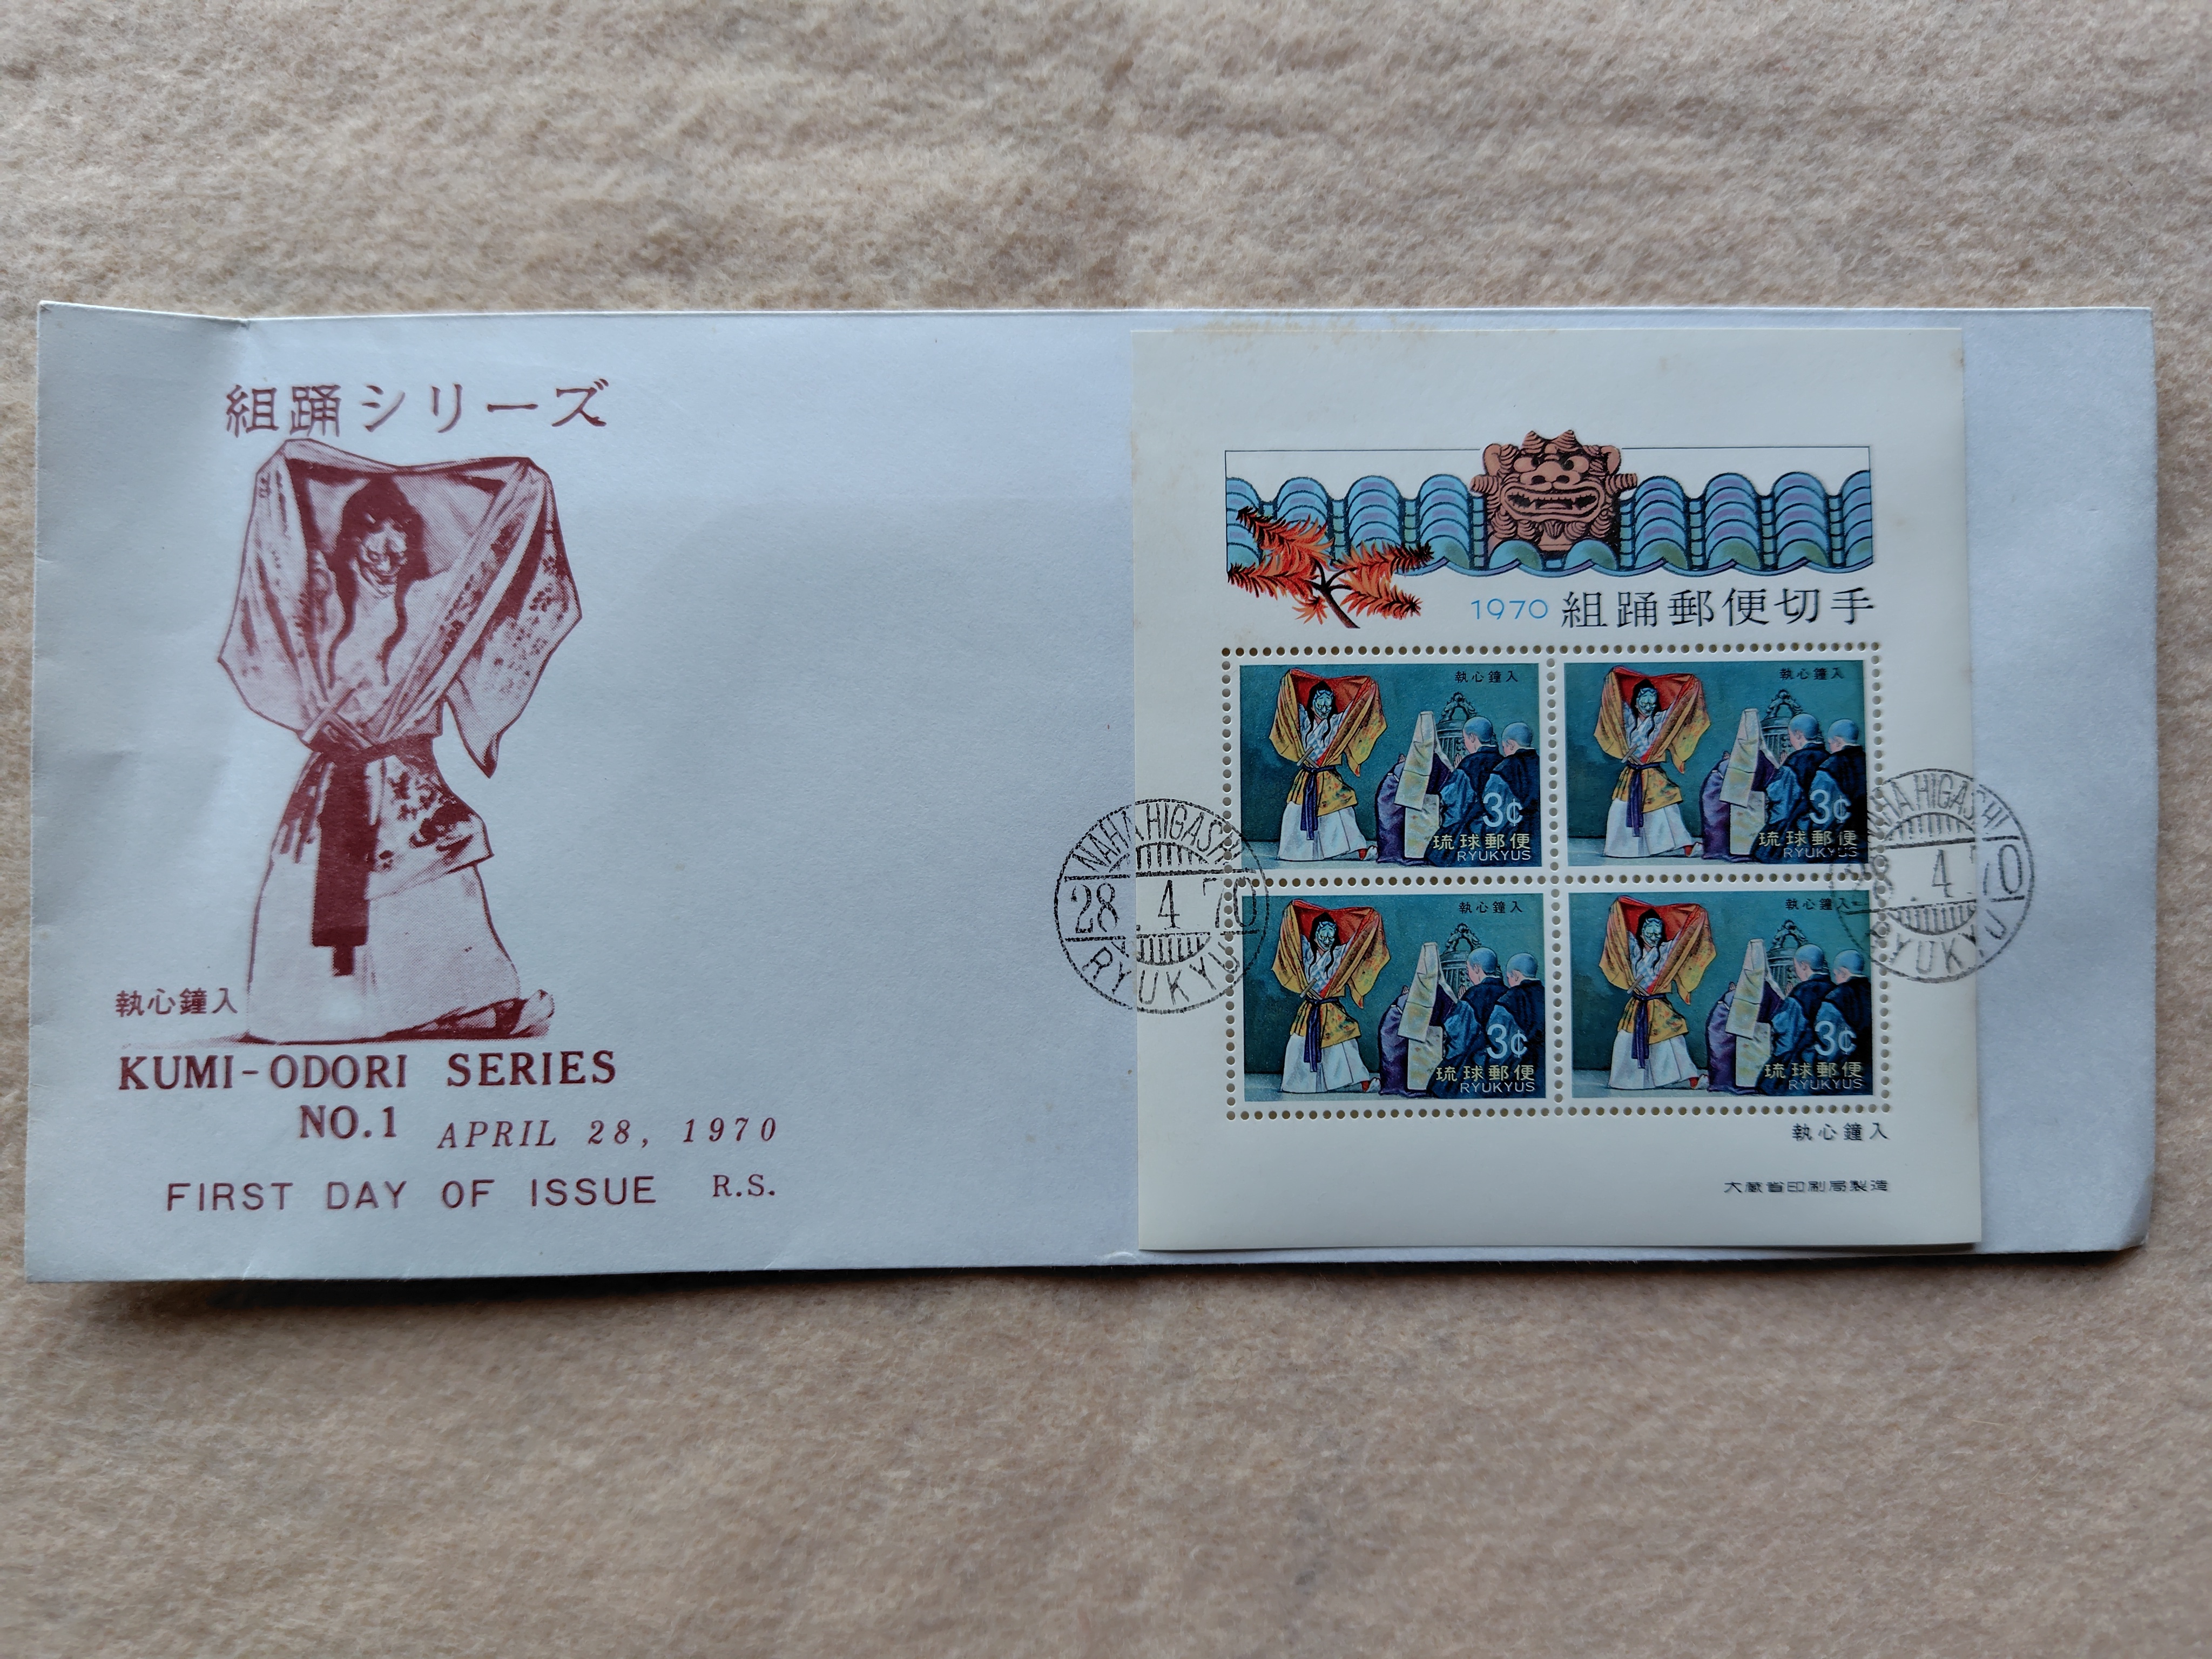 組踊シリーズ
執心鐘入
KUMI-ODORI SERIES
NO.1 APRIL 28, 1970
FIRST DAY OF ISSUE R.S.
1970 組踊郵便切手
執心鐘入
3¢
琉球郵便
RYUKYUS
執心鐘入
3¢
琉球郵便
RYUKYUS
執心鐘入
3¢
琉球郵便
RYUKYUS
執心鐘入
3¢
琉球郵便
RYUKYUS
NAHA HIGASHI
28.4.70
RYUKYU
NAHA HIGASHI
28.4.70
RYUKYU
執心鐘入
大蔵省印刷局製造